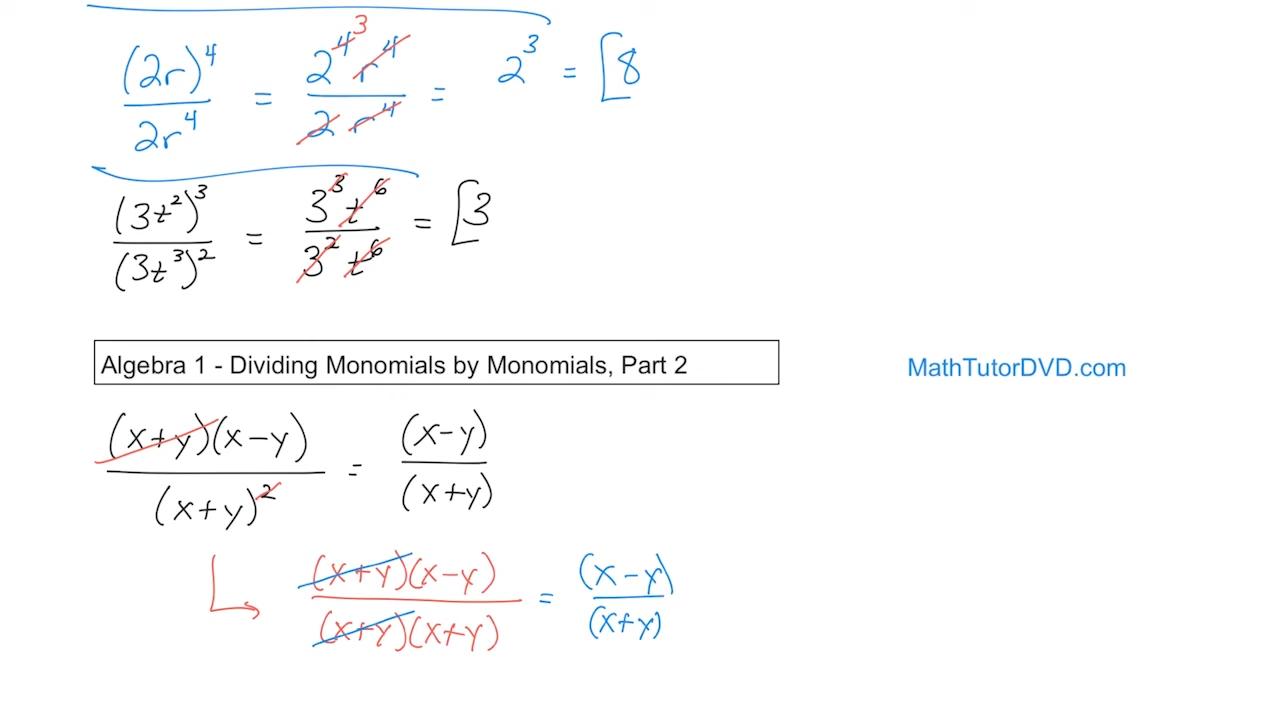 (2r)^4 / 2r^4 = 2^4^3 r^4 / 2 r^4 = 2^3 = [8
(3t^2)^3 / (3t^3)^2 = 3^3 t^6 / 3^2 t^6 = [3
Algebra 1 - Dividing Monomials by Monomials, Part 2
MathTutorDVD.com
(x+y)(x-y) / (x+y)^2 = (x-y) / (x+y)
(x+y)(x-y) / (x+y)(x+y) = (x-y) / (x+y)